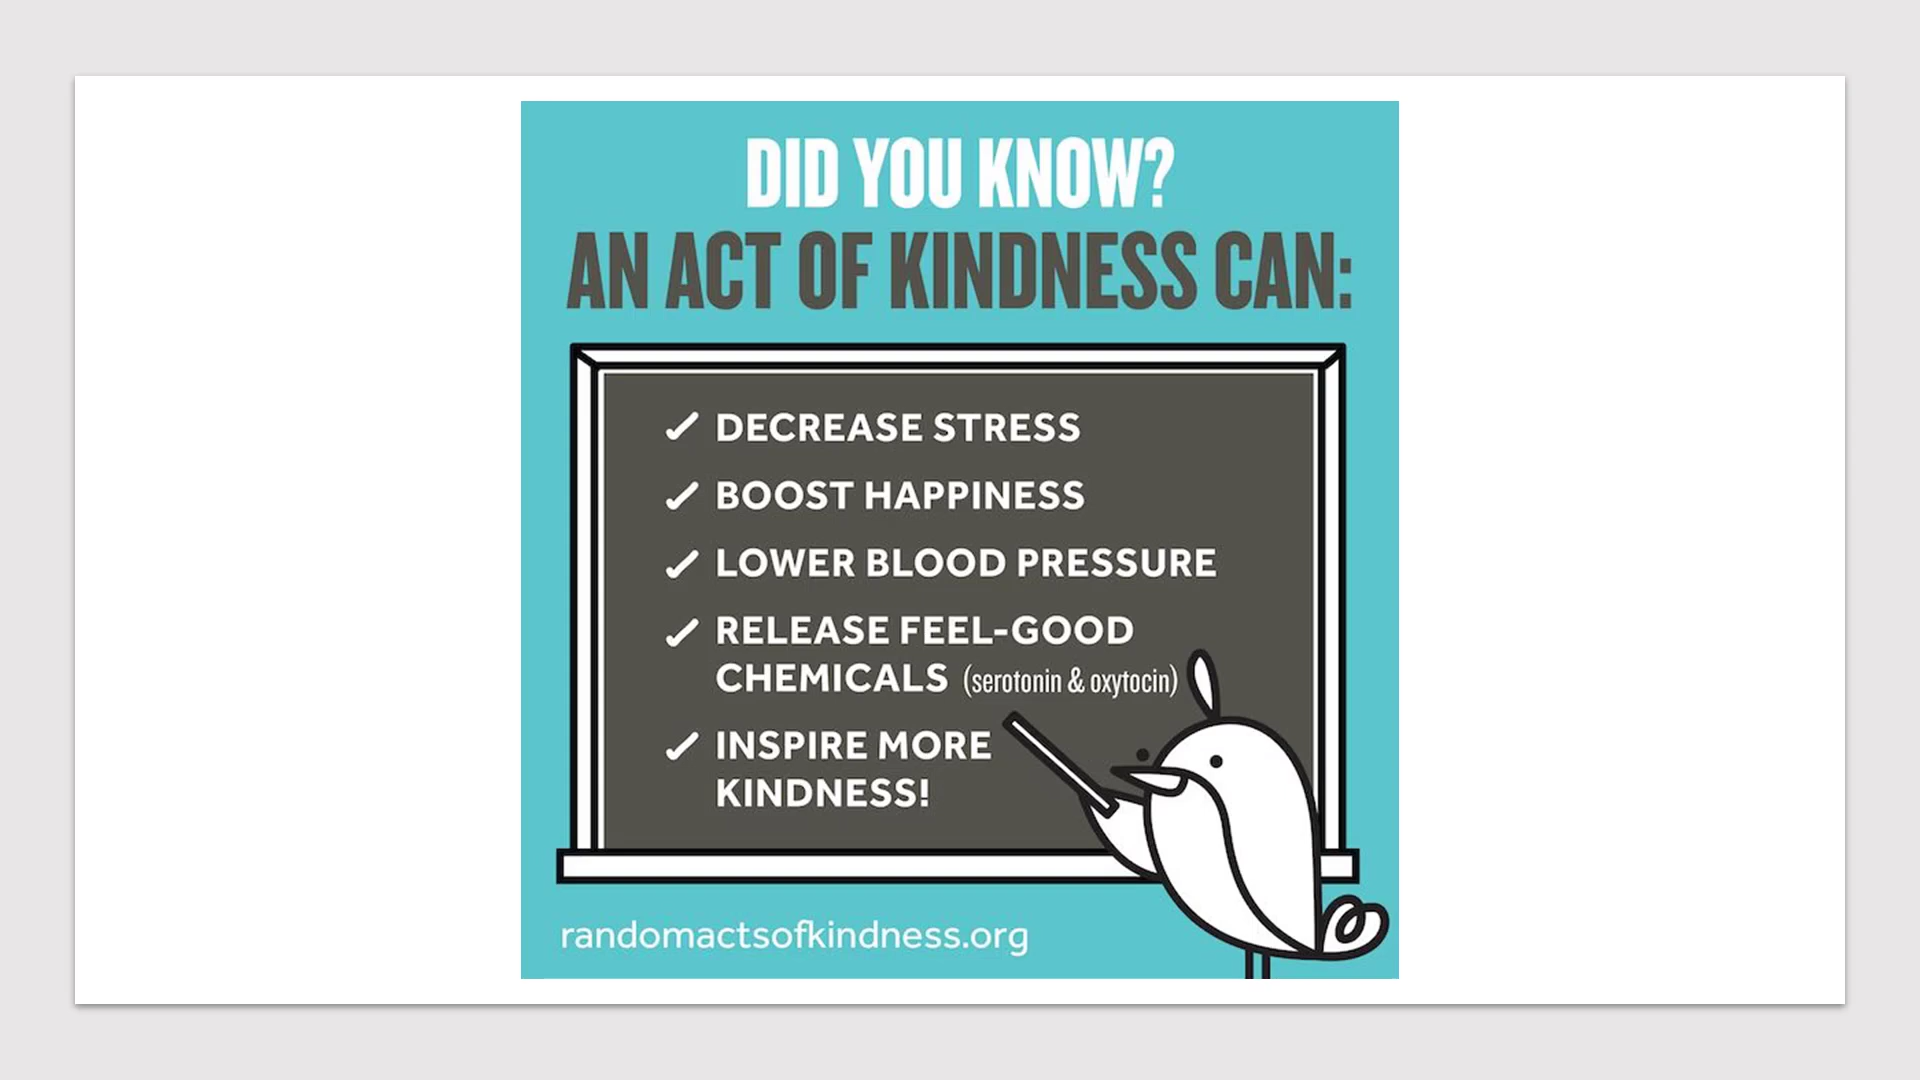 DID YOU KNOW?
AN ACT OF KINDNESS CAN:
DECREASE STRESS
BOOST HAPPINESS
LOWER BLOOD PRESSURE
RELEASE FEEL-GOOD
CHEMICALS (serotonin & oxytocin)
INSPIRE MORE
KINDNESS!
randomactsofkindness.org